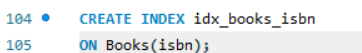 104 CREATE INDEX idx_books_isbn
105 ON Books(isbn);